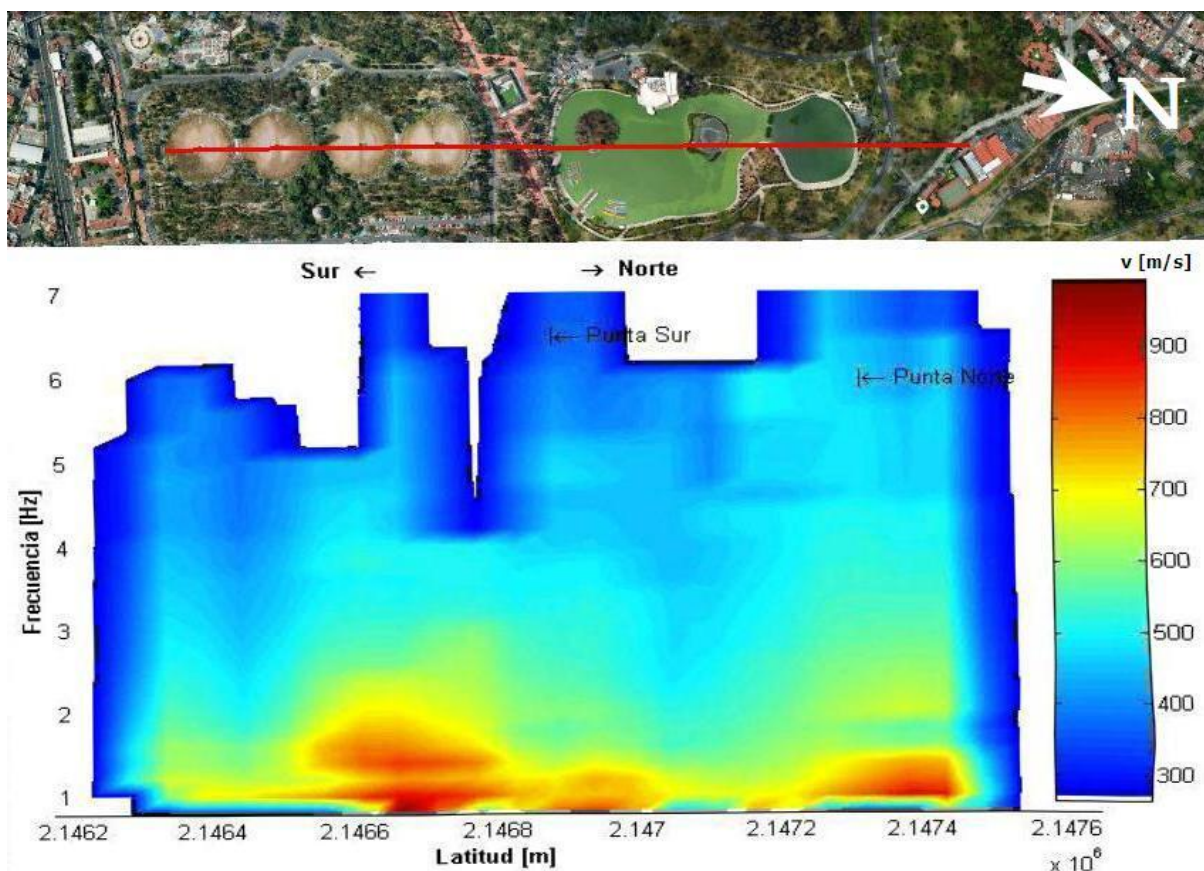 N
Sur ← → Norte
v [m/s]
7
|← Punta Sur
6
|← Punta Norte
5
4
3
2
1
Frecuencia [Hz]
900
800
700
600
500
400
300
2.1462 2.1464 2.1466 2.1468 2.147 2.1472 2.1474 2.1476
Latitud [m]
x 10⁶